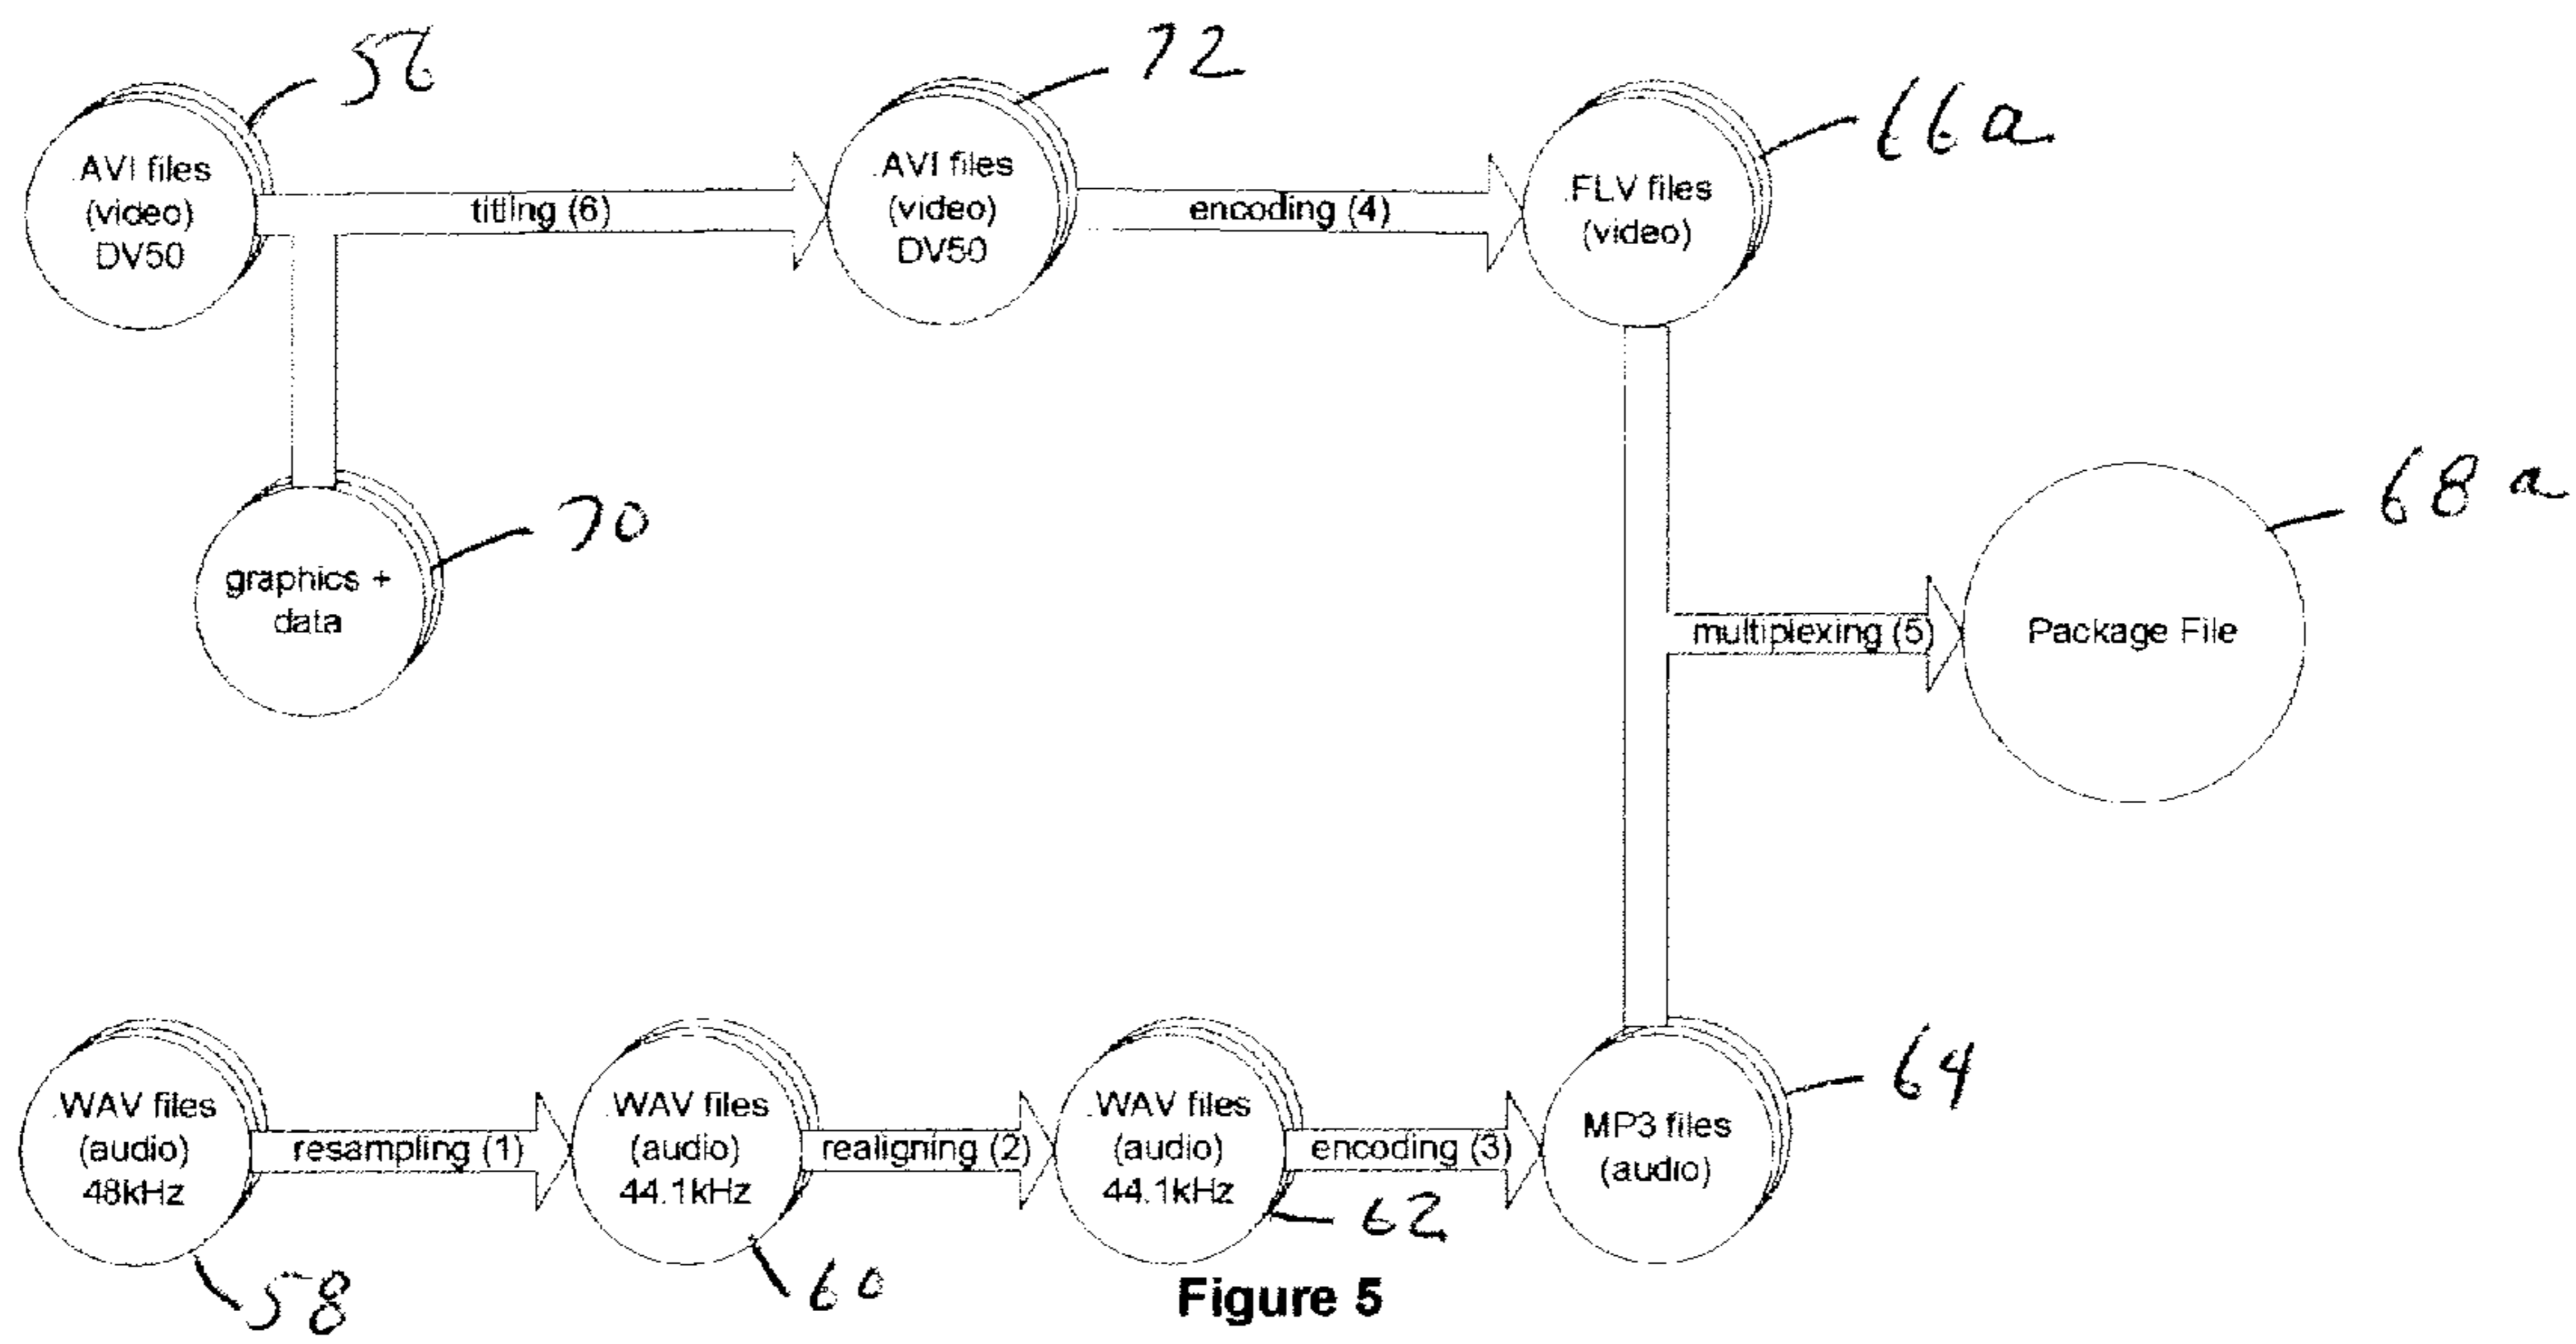 56
72
66a
.AVI files
(video)
DV50
titling (6)
.AVI files
(video)
DV50
encoding (4)
.FLV files
(video)
70
graphics +
data
68a
multiplexing (5)
Package File
.WAV files
(audio)
48kHz
resampling (1)
.WAV files
(audio)
44.1kHz
realigning (2)
.WAV files
(audio)
44.1kHz
encoding (3)
MP3 files
(audio)
64
58
60
62
Figure 5